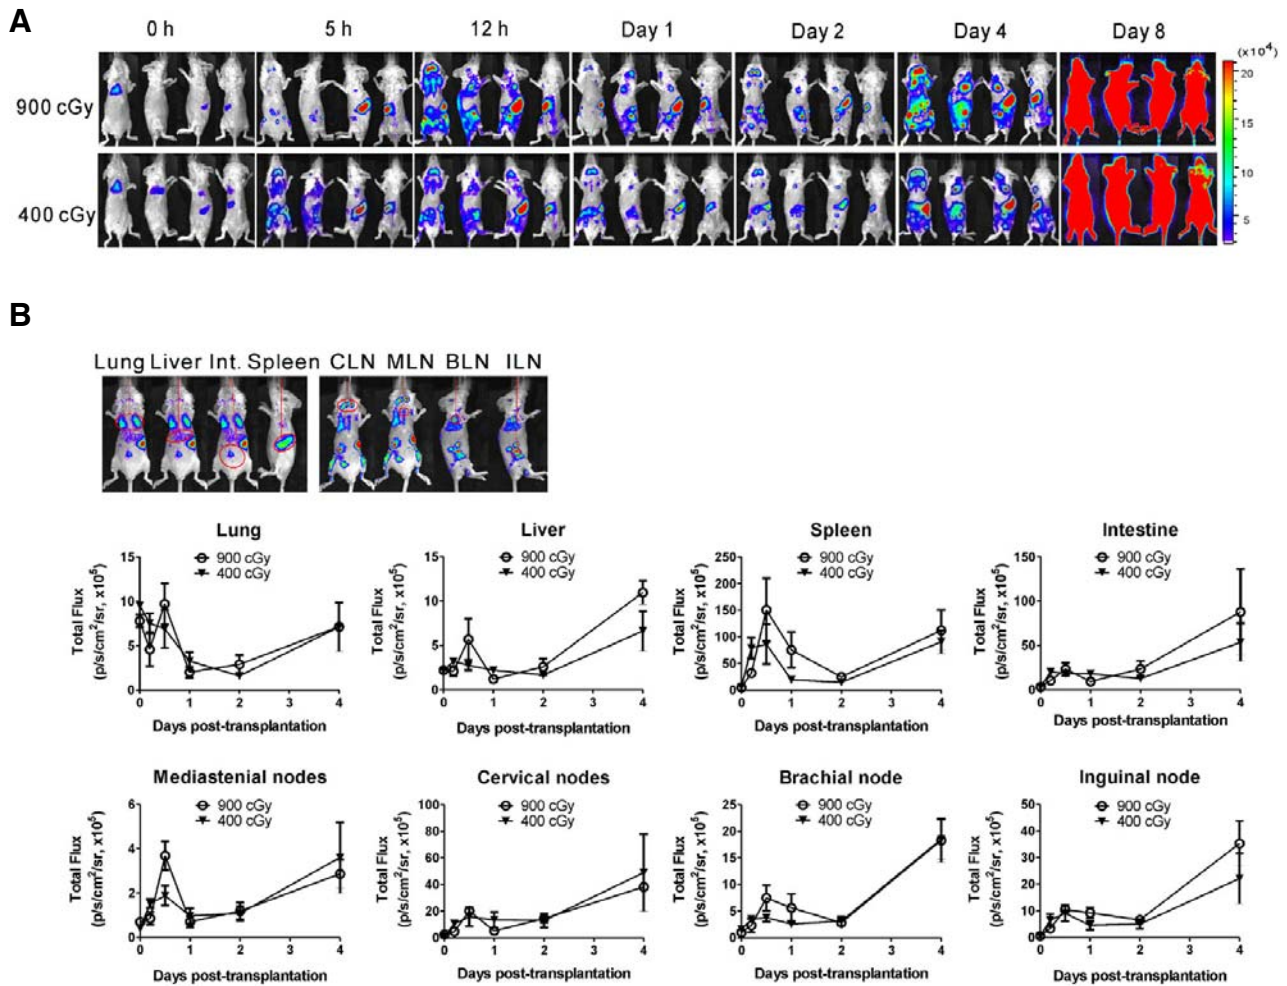 A
0 h 5 h 12 h Day 1 Day 2 Day 4 Day 8
(x10⁴)
900 cGy
400 cGy
20
15
10
5
B
Lung Liver Int. Spleen CLN MLN BLN ILN
Lung Liver Spleen Intestine
900 cGy 900 cGy 900 cGy 900 cGy
400 cGy 400 cGy 400 cGy 400 cGy
Total Flux Total Flux Total Flux Total Flux
(p/s/cm²/sr, x10⁵) (p/s/cm²/sr, x10⁵) (p/s/cm²/sr, x10⁵) (p/s/cm²/sr, x10⁵)
15 15 250 150
200
10 10 150 100
100
5 5 50 50
0 0 0 0
0 1 2 3 4 0 1 2 3 4 0 1 2 3 4 0 1 2 3 4
Days post-transplantation Days post-transplantation Days post-transplantation Days post-transplantation
Mediastenial nodes Cervical nodes Brachial node Inguinal node
900 cGy 900 cGy 900 cGy 900 cGy
400 cGy 400 cGy 400 cGy 400 cGy
Total Flux Total Flux Total Flux Total Flux
(p/s/cm²/sr, x10⁵) (p/s/cm²/sr, x10⁵) (p/s/cm²/sr, x10⁵) (p/s/cm²/sr, x10⁵)
6 100 25 50
80 20 40
4 60 15 30
40 10 20
2 20 5 10
0 0 0 0
0 1 2 3 4 0 1 2 3 4 0 1 2 3 4 0 1 2 3 4
Days post-transplantation Days post-transplantation Days post-transplantation Days post-transplantation